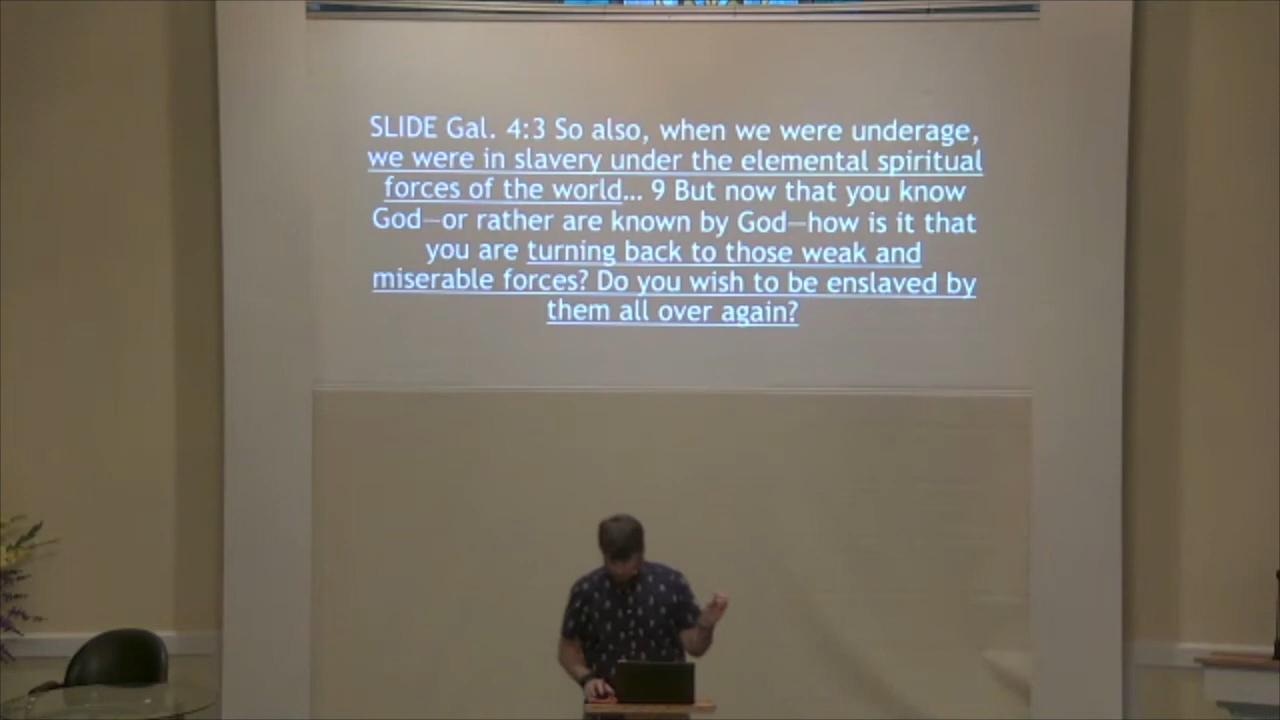 SLIDE Gal. 4:3 So also, when we were underage,
we were in slavery under the elemental spiritual
forces of the world... 9 But now that you know
God—or rather are known by God—how is it that
you are turning back to those weak and
miserable forces? Do you wish to be enslaved by
them all over again?